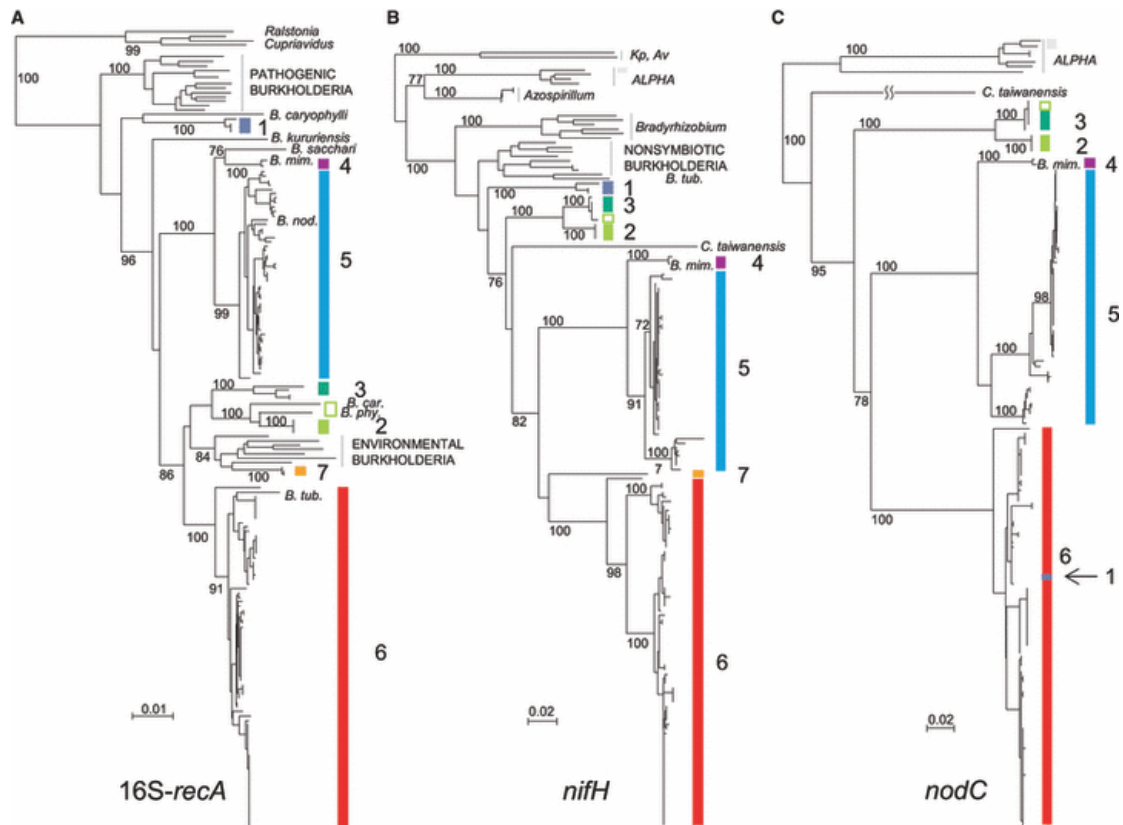 A
Ralstonia
Cupriavidus
99
100
100
PATHOGENIC
BURKHOLDERIA
B. caryophylli
100
1
B. kururiensis
B. sacchari
76
B. mim.
4
100
B. nod.
100
5
96
99
100
3
B. car.
B. phy.
100
2
ENVIRONMENTAL
BURKHOLDERIA
84
100
7
86
B. tub.
100
91
6
0.01
16S-recA
B
100
Kp, Av
77
ALPHA
100
Azospirillum
100
Bradyrhizobium
100
NONSYMBIOTIC
BURKHOLDERIA
B. tub.
100
1
3
100
100
2
C. taiwanensis
76
100
B. mim.
4
100
72
5
91
82
100
7
7
100
100
98
100
6
0.02
nifH
C
100
ALPHA
C. taiwanensis
100
100
3
100
2
100
B. mim.
4
95
100
98
5
100
100
78
100
6
1
0.02
nodC